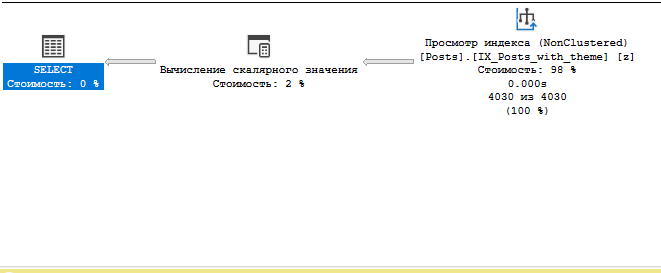 SELECT
Стоимость: 0 %
Вычисление скалярного значения
Стоимость: 2 %
Просмотр индекса (NonClustered)
[Posts].[IX_Posts_with_theme] [z]
Стоимость: 98 %
0.000s
4030 из 4030
(100 %)